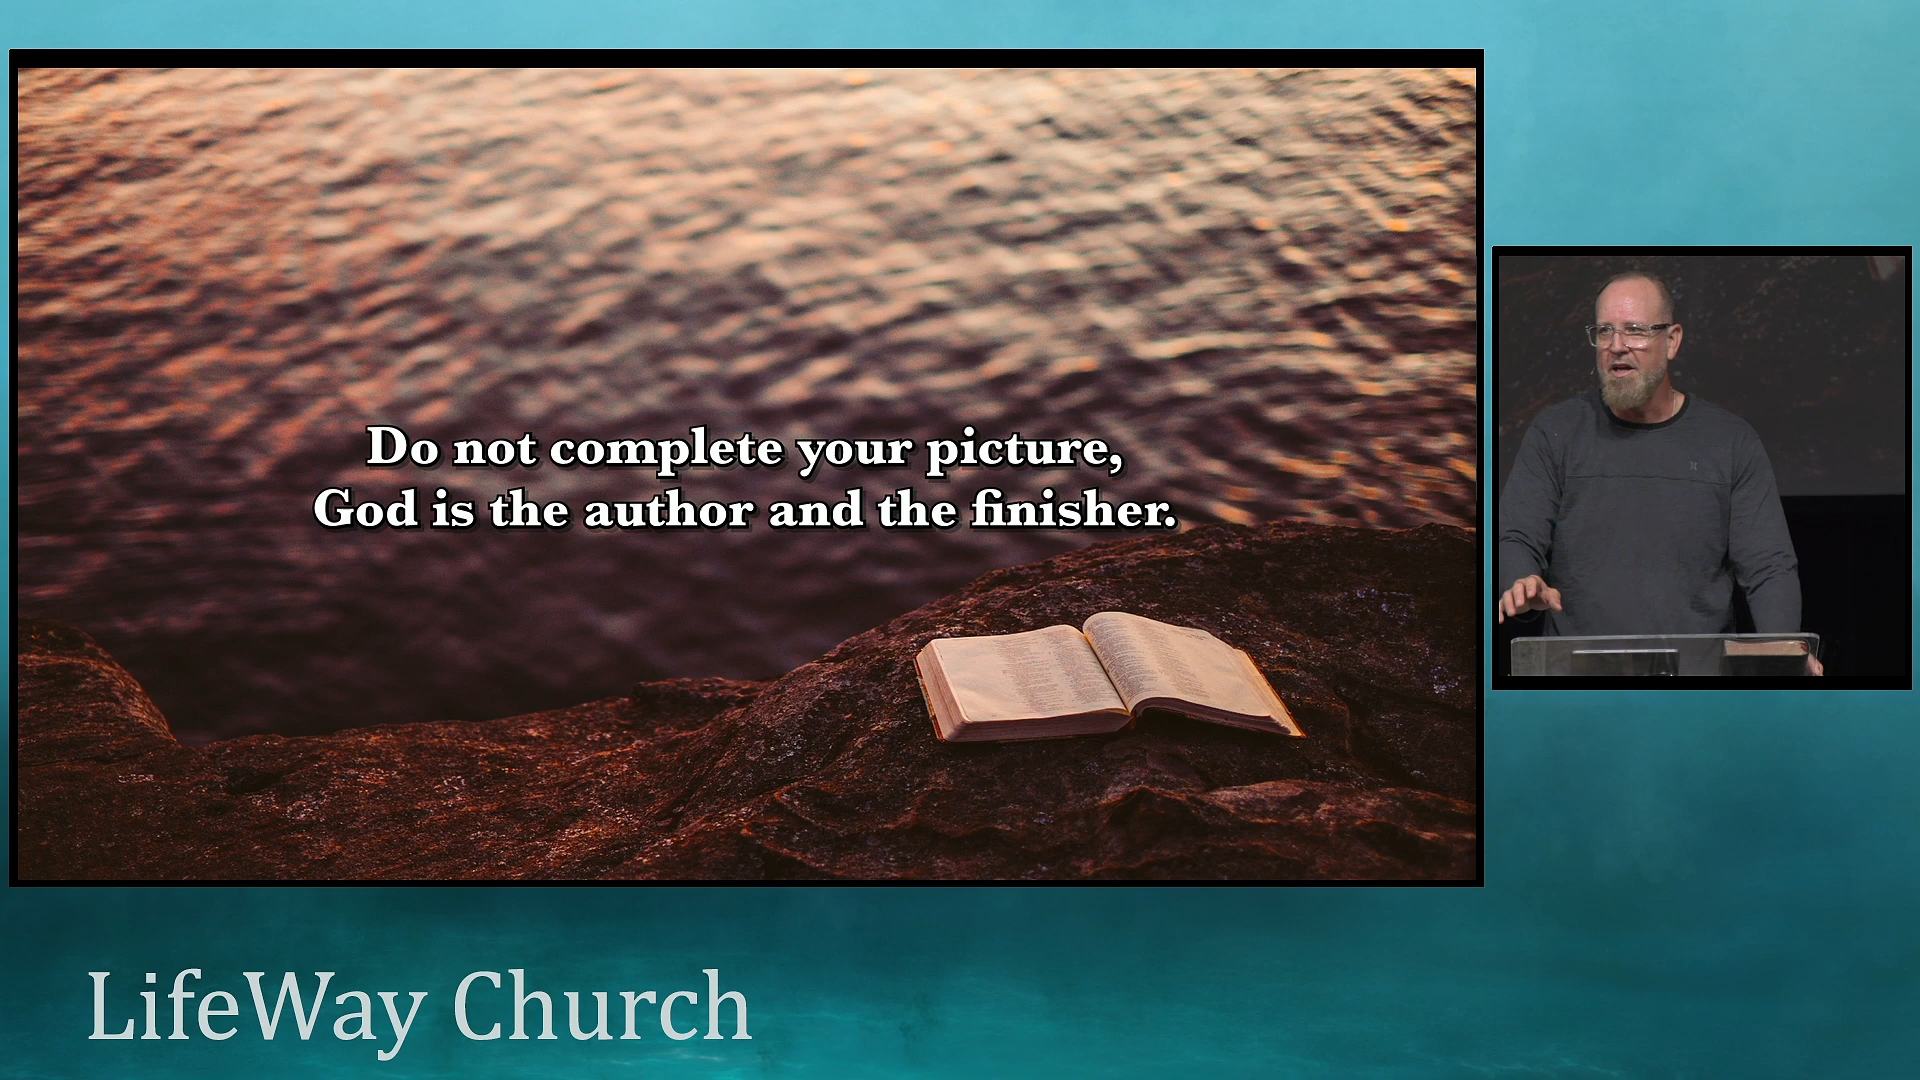 Do not complete your picture,
God is the author and the finisher.
LifeWay Church